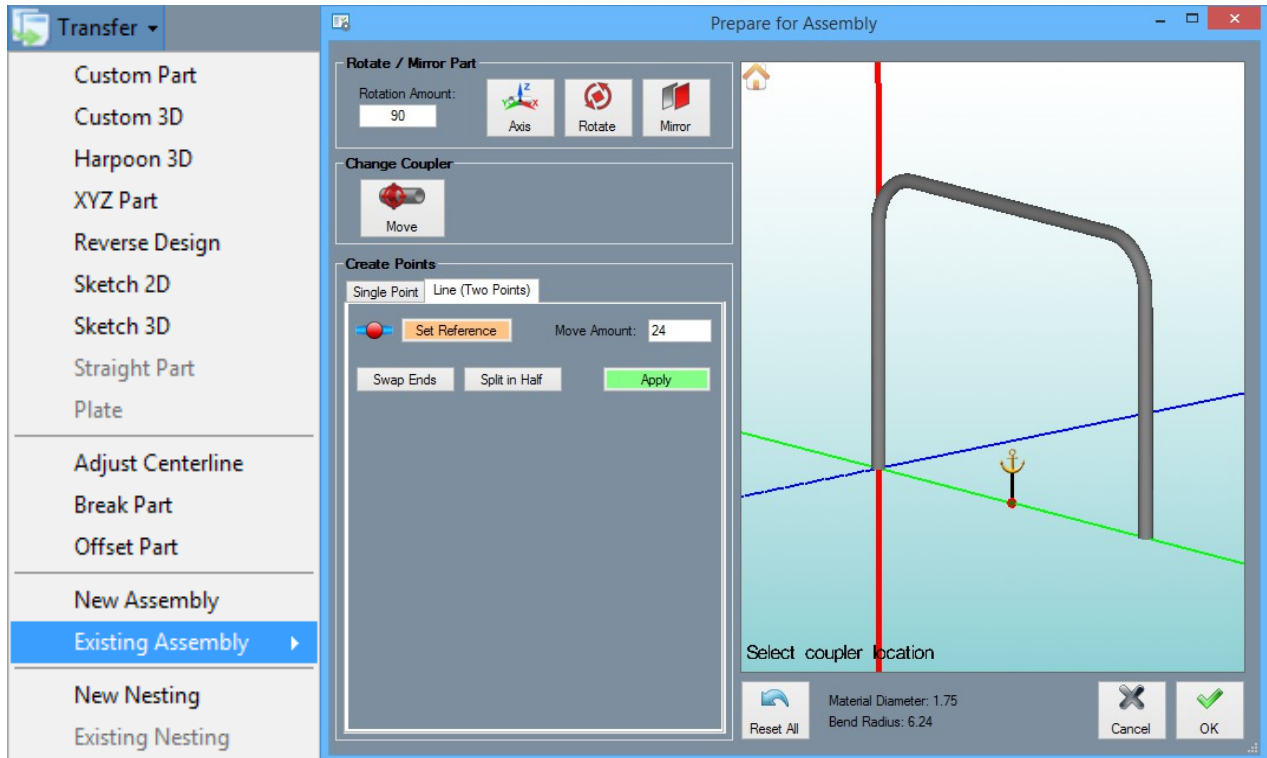 Transfer
Custom Part
Custom 3D
Harpoon 3D
XYZ Part
Reverse Design
Sketch 2D
Sketch 3D
Straight Part
Plate
Adjust Centerline
Break Part
Offset Part
New Assembly
Existing Assembly
New Nesting
Existing Nesting
Prepare for Assembly
Rotate / Mirror Part
Rotation Amount:
90
Z
Y
X
Axis
Rotate
Mirror
Change Coupler
Move
Create Points
Single Point
Line (Two Points)
Set Reference
Move Amount:
24
Swap Ends
Split in Half
Apply
Select coupler location
Reset All
Material Diameter: 1.75
Bend Radius: 6.24
Cancel
OK